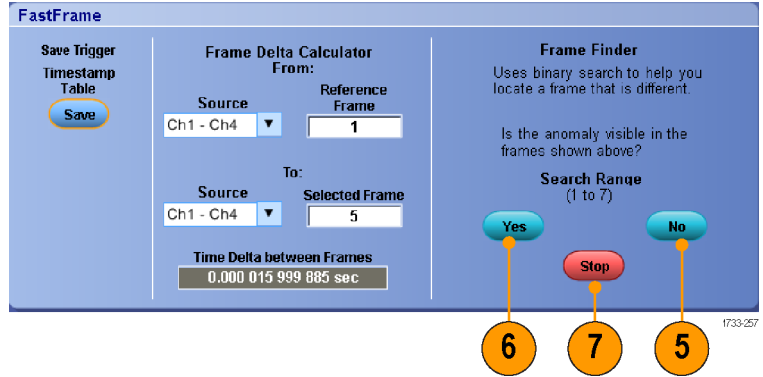 FastFrame
Save Trigger
Timestamp
Table
Save
Frame Delta Calculator
From:
Source
Reference
Frame
Ch1 - Ch4
1
To:
Source
Selected Frame
Ch1 - Ch4
5
Time Delta between Frames
0.000 015 999 885 sec
Frame Finder
Uses binary search to help you
locate a frame that is different.
Is the anomaly visible in the
frames shown above?
Search Range
(1 to 7)
Yes
No
Stop
6
7
5
1733-257